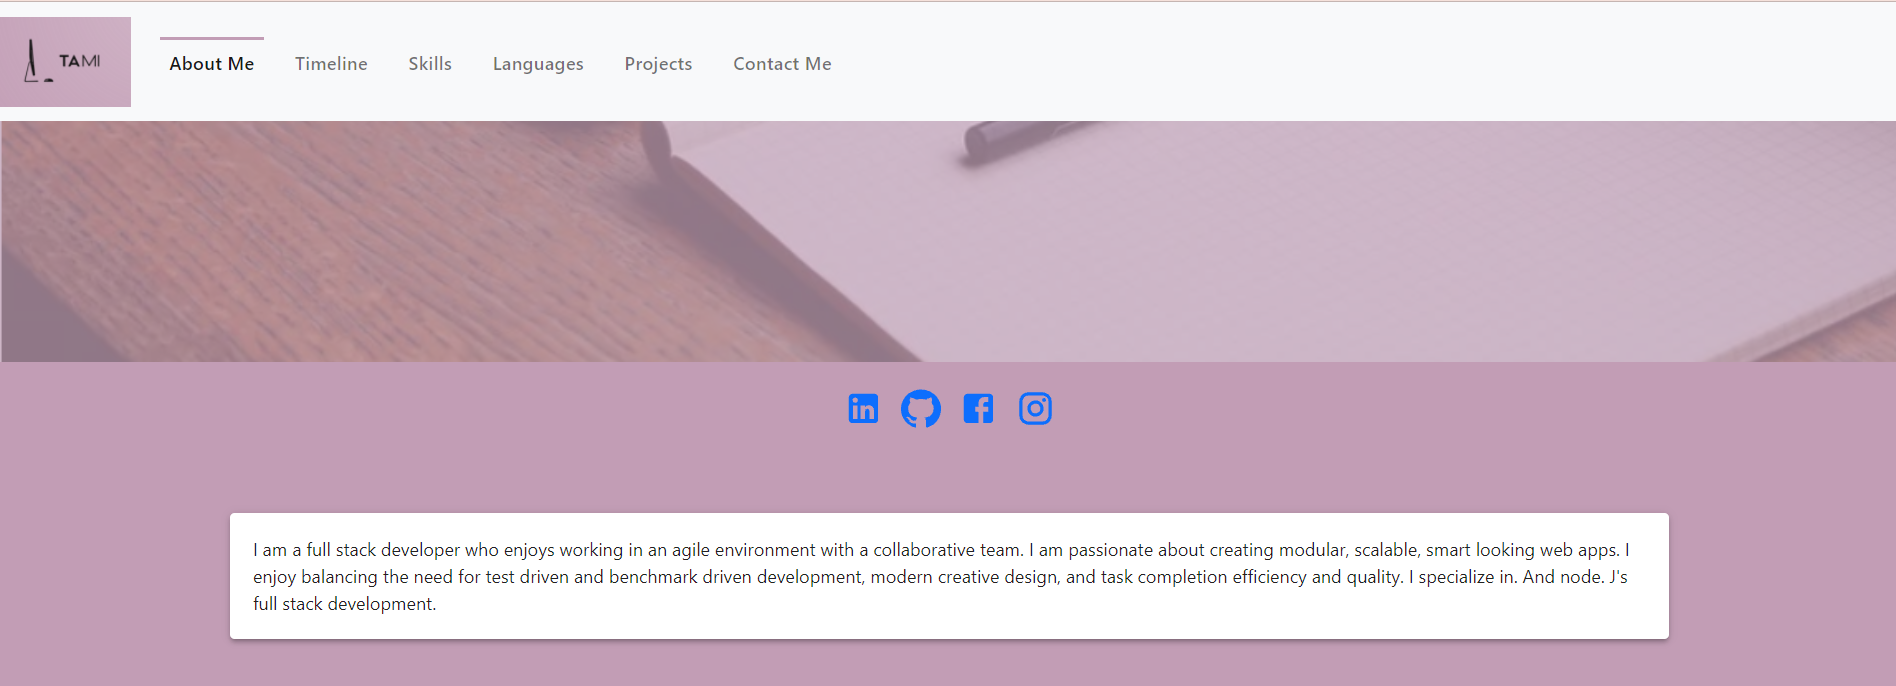 TAMI
About Me Timeline Skills Languages Projects Contact Me
I am a full stack developer who enjoys working in an agile environment with a collaborative team. I am passionate about creating modular, scalable, smart looking web apps. I
enjoy balancing the need for test driven and benchmark driven development, modern creative design, and task completion efficiency and quality. I specialize in. And node. J's
full stack development.